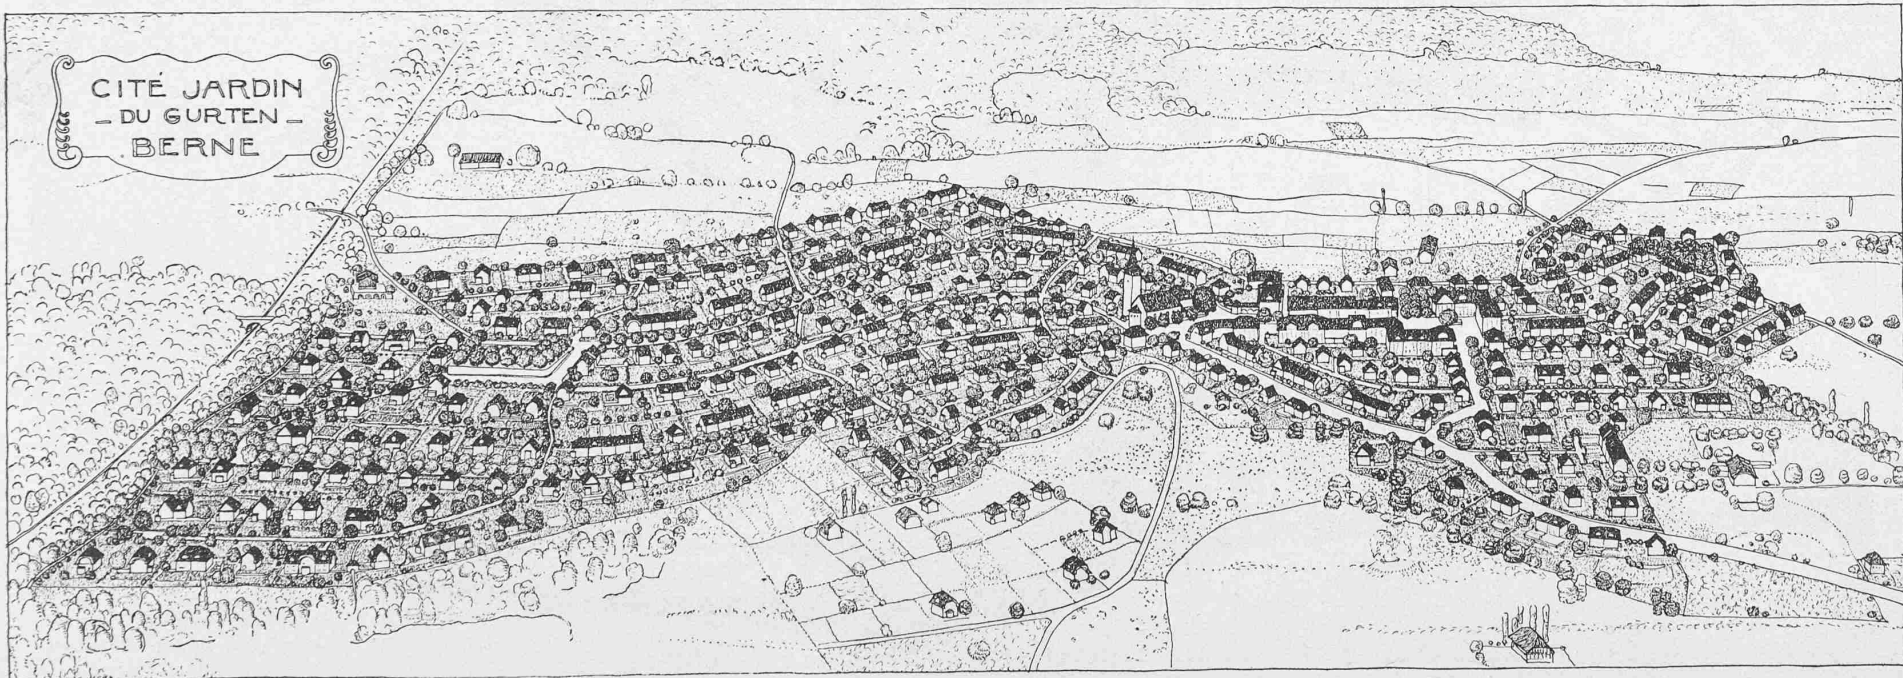 CITÉ JARDIN
- DU GURTEN -
BERNE